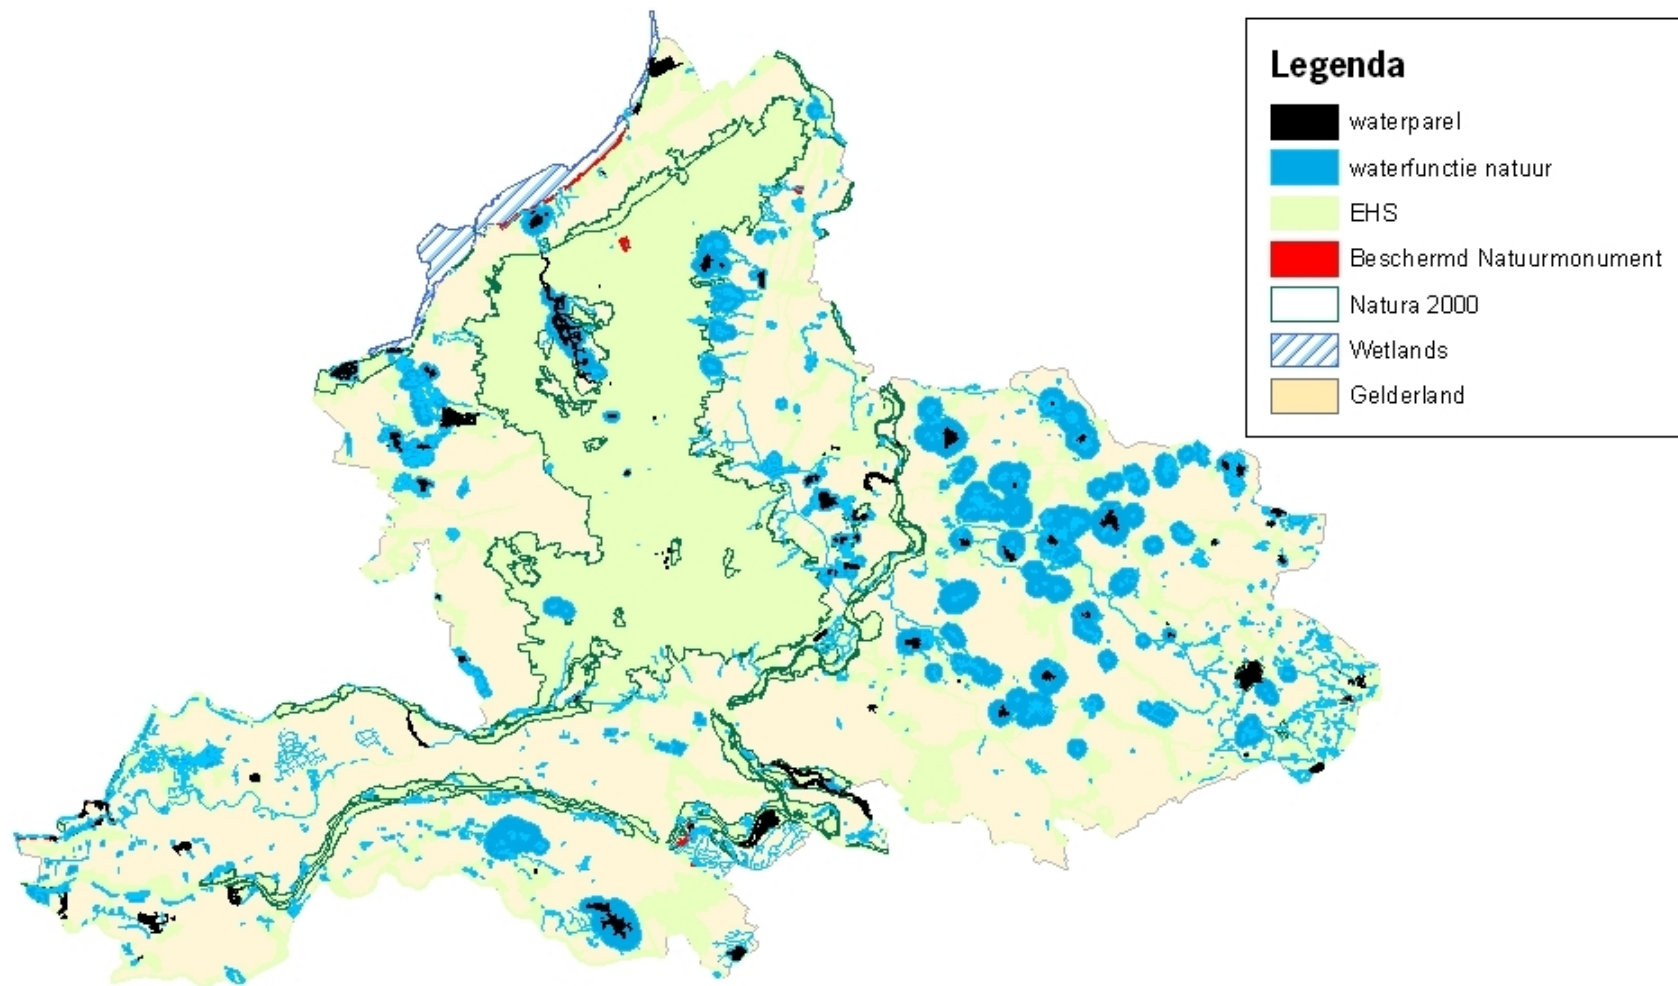 Legenda
waterparel
waterfunctie natuur
EHS
Beschermd Natuurmonument
Natura 2000
Wetlands
Gelderland